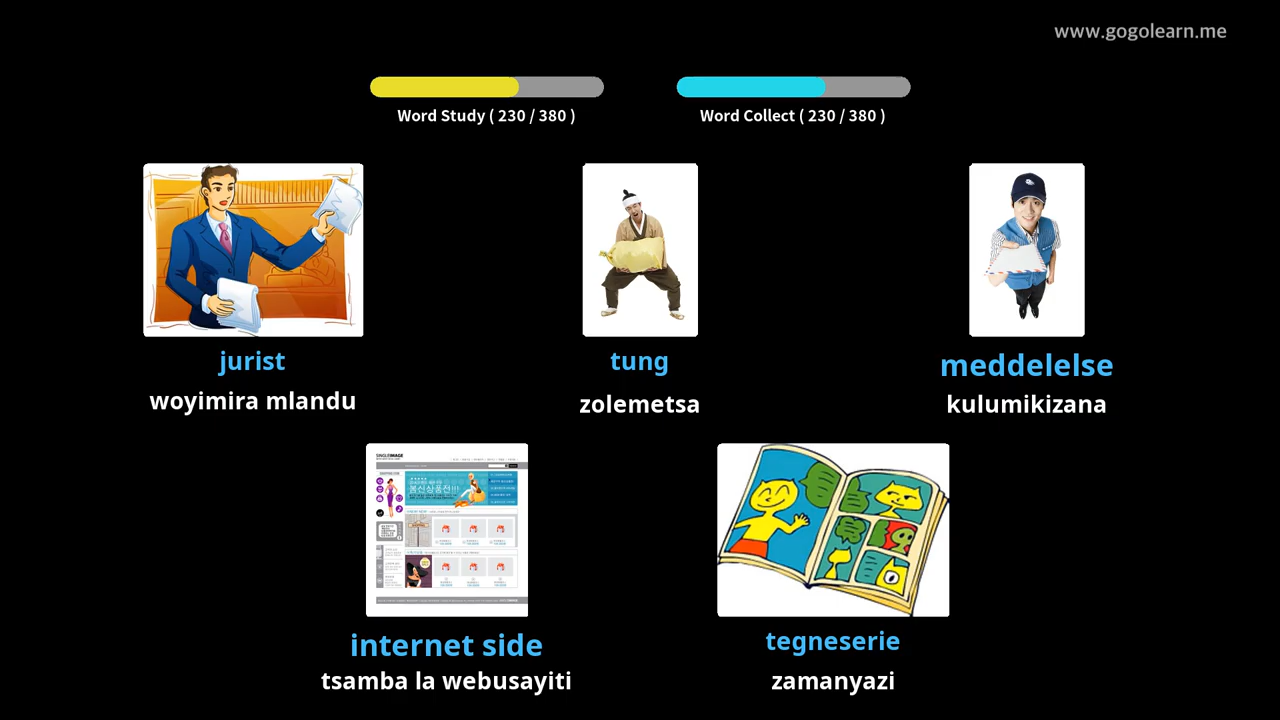 www.gogolearn.me
Word Study ( 230 / 380 )
Word Collect ( 230 / 380 )
jurist
woyimira mlandu
tung
zolemetsa
meddelelse
kulumikizana
internet side
tsamba la webusayiti
tegneserie
zamanyazi